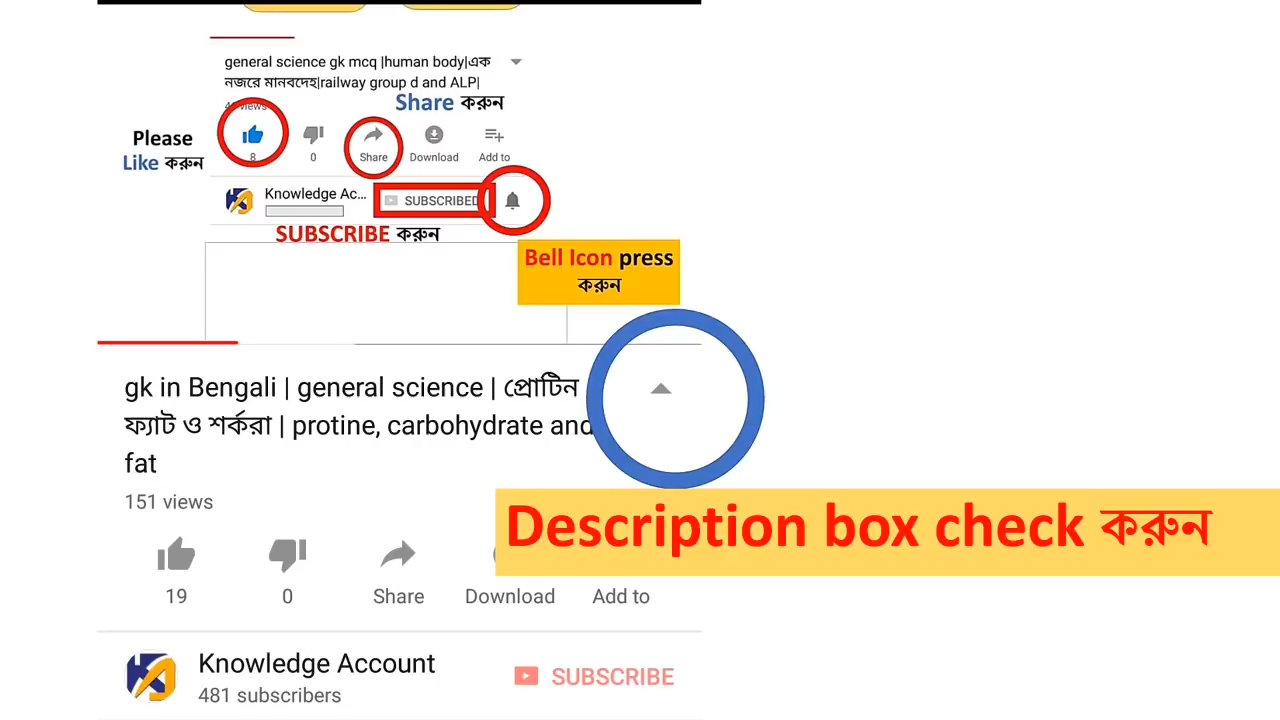 general science gk mcq |human body|এক
নজরে মানবদেহ|railway group d and ALP|
views
Share করুন
Please
Like করুন
8
0
Share
Download
Add to
Knowledge Ac...
SUBSCRIBED
SUBSCRIBE করুন
Bell Icon press
করুন
gk in Bengali | general science | প্রোটিন
ফ্যাট ও শর্করা | protine, carbohydrate and
fat
151 views
Description box check করুন
19
0
Share
Download
Add to
Knowledge Account
481 subscribers
SUBSCRIBE